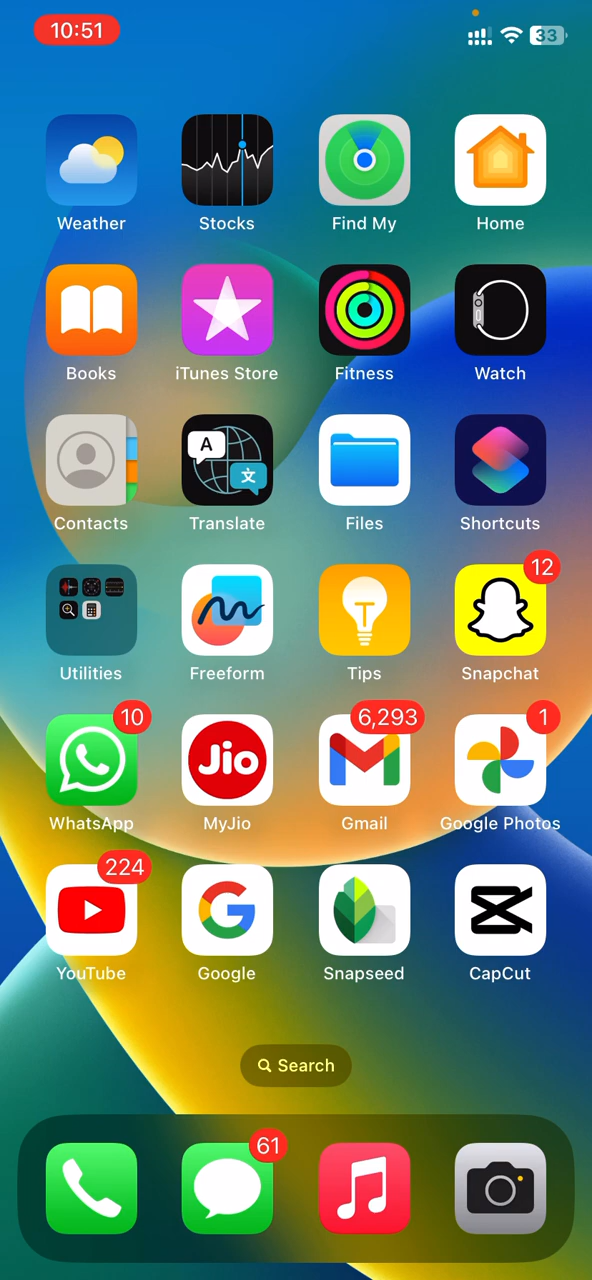 10:51
33
Weather Stocks Find My Home
Books iTunes Store Fitness Watch
A
文
Contacts Translate Files Shortcuts
12
Utilities Freeform Tips Snapchat
10 6,293 1
Jio
WhatsApp MyJio Gmail Google Photos
224
G
YouTube Google Snapseed CapCut
Search
61